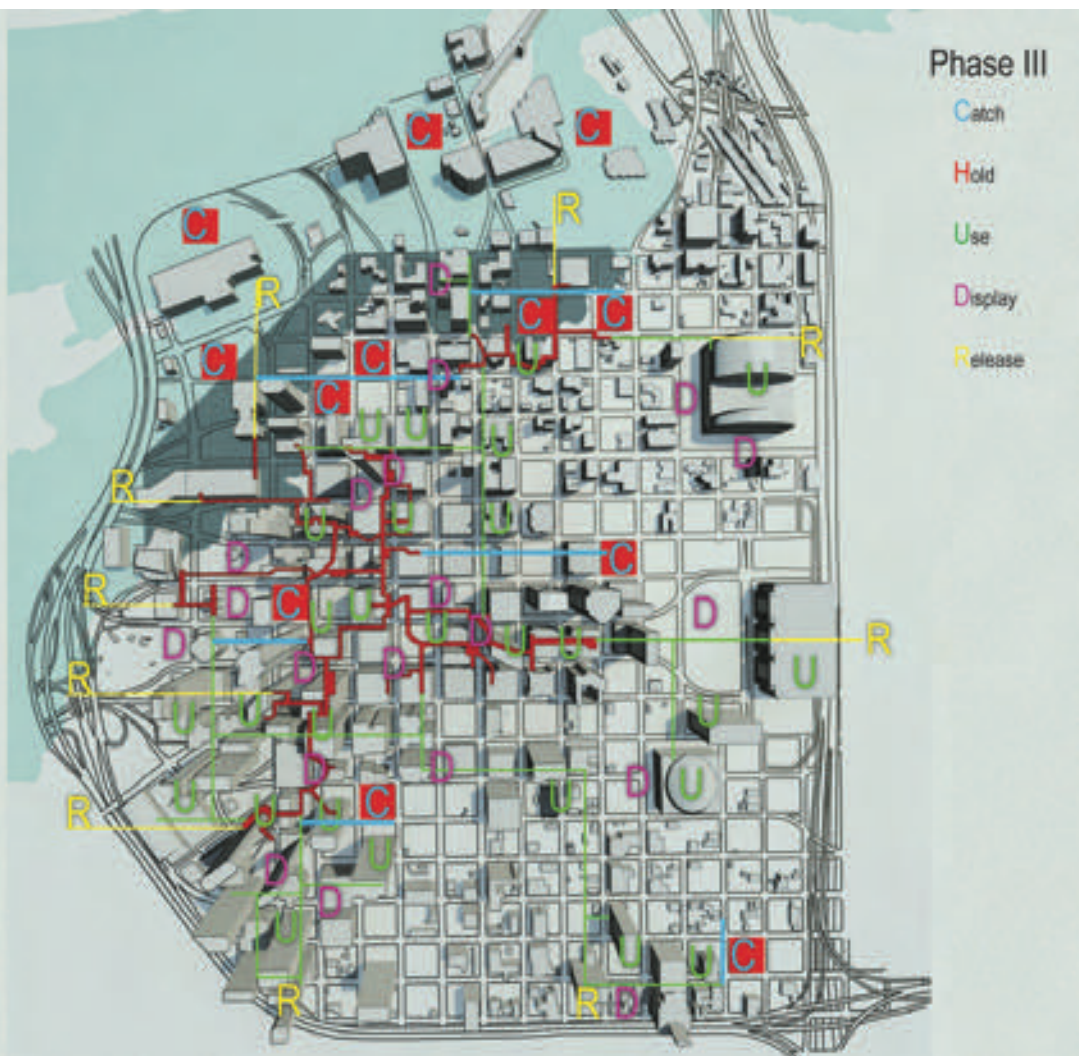 Phase III
Catch
Hold
Use
Display
Release
C C
R
C
D
R
C C
R
C C U
D U
C D
U U U
D
D
R D
U U U
D C
R D C U U D D
U D U U R
D D D U
R
U U U U
D D D U
U C U
R U U
U
D
D
U
U U C
R R D